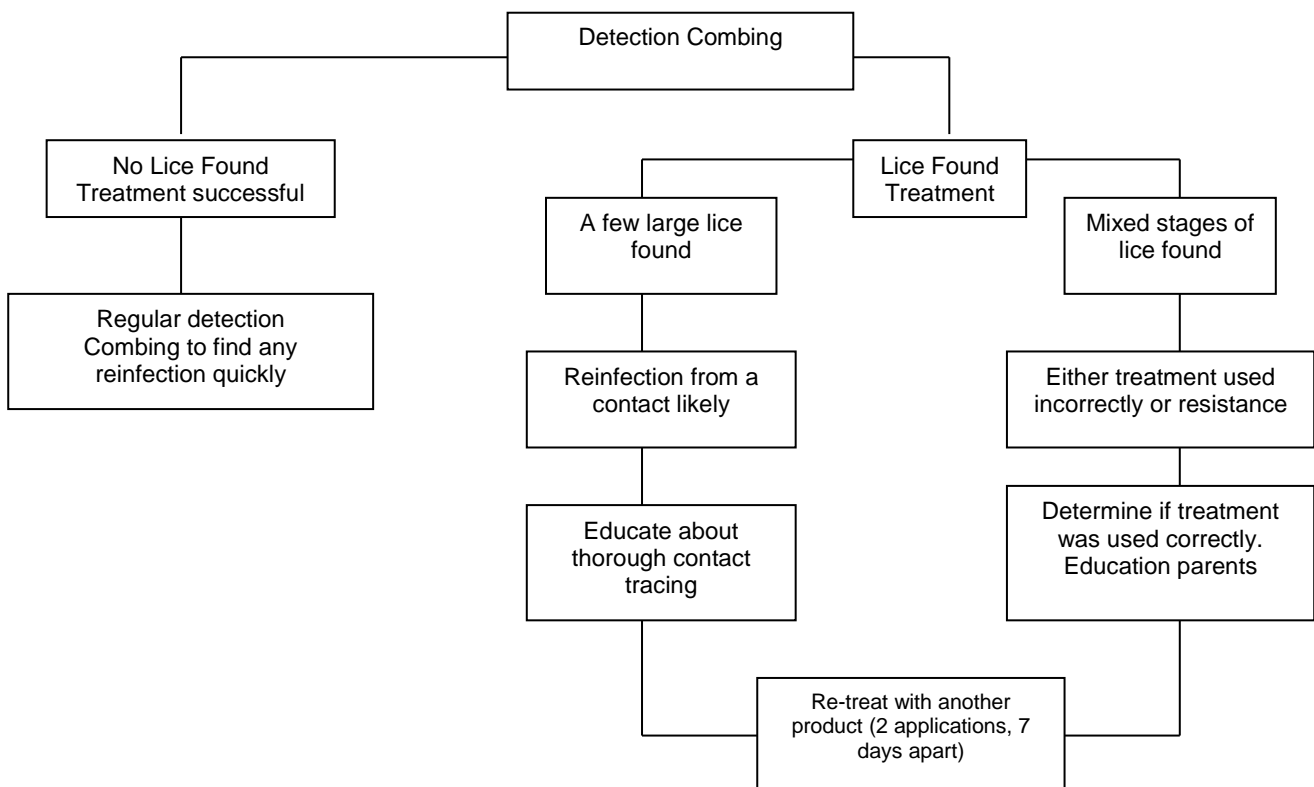 Detection Combing
No Lice Found
Treatment successful
Regular detection
Combing to find any
reinfection quickly
Lice Found
Treatment
A few large lice
found
Reinfection from a
contact likely
Educate about
thorough contact
tracing
Mixed stages of
lice found
Either treatment used
incorrectly or resistance
Determine if treatment
was used correctly.
Education parents
Re-treat with another
product (2 applications, 7
days apart)